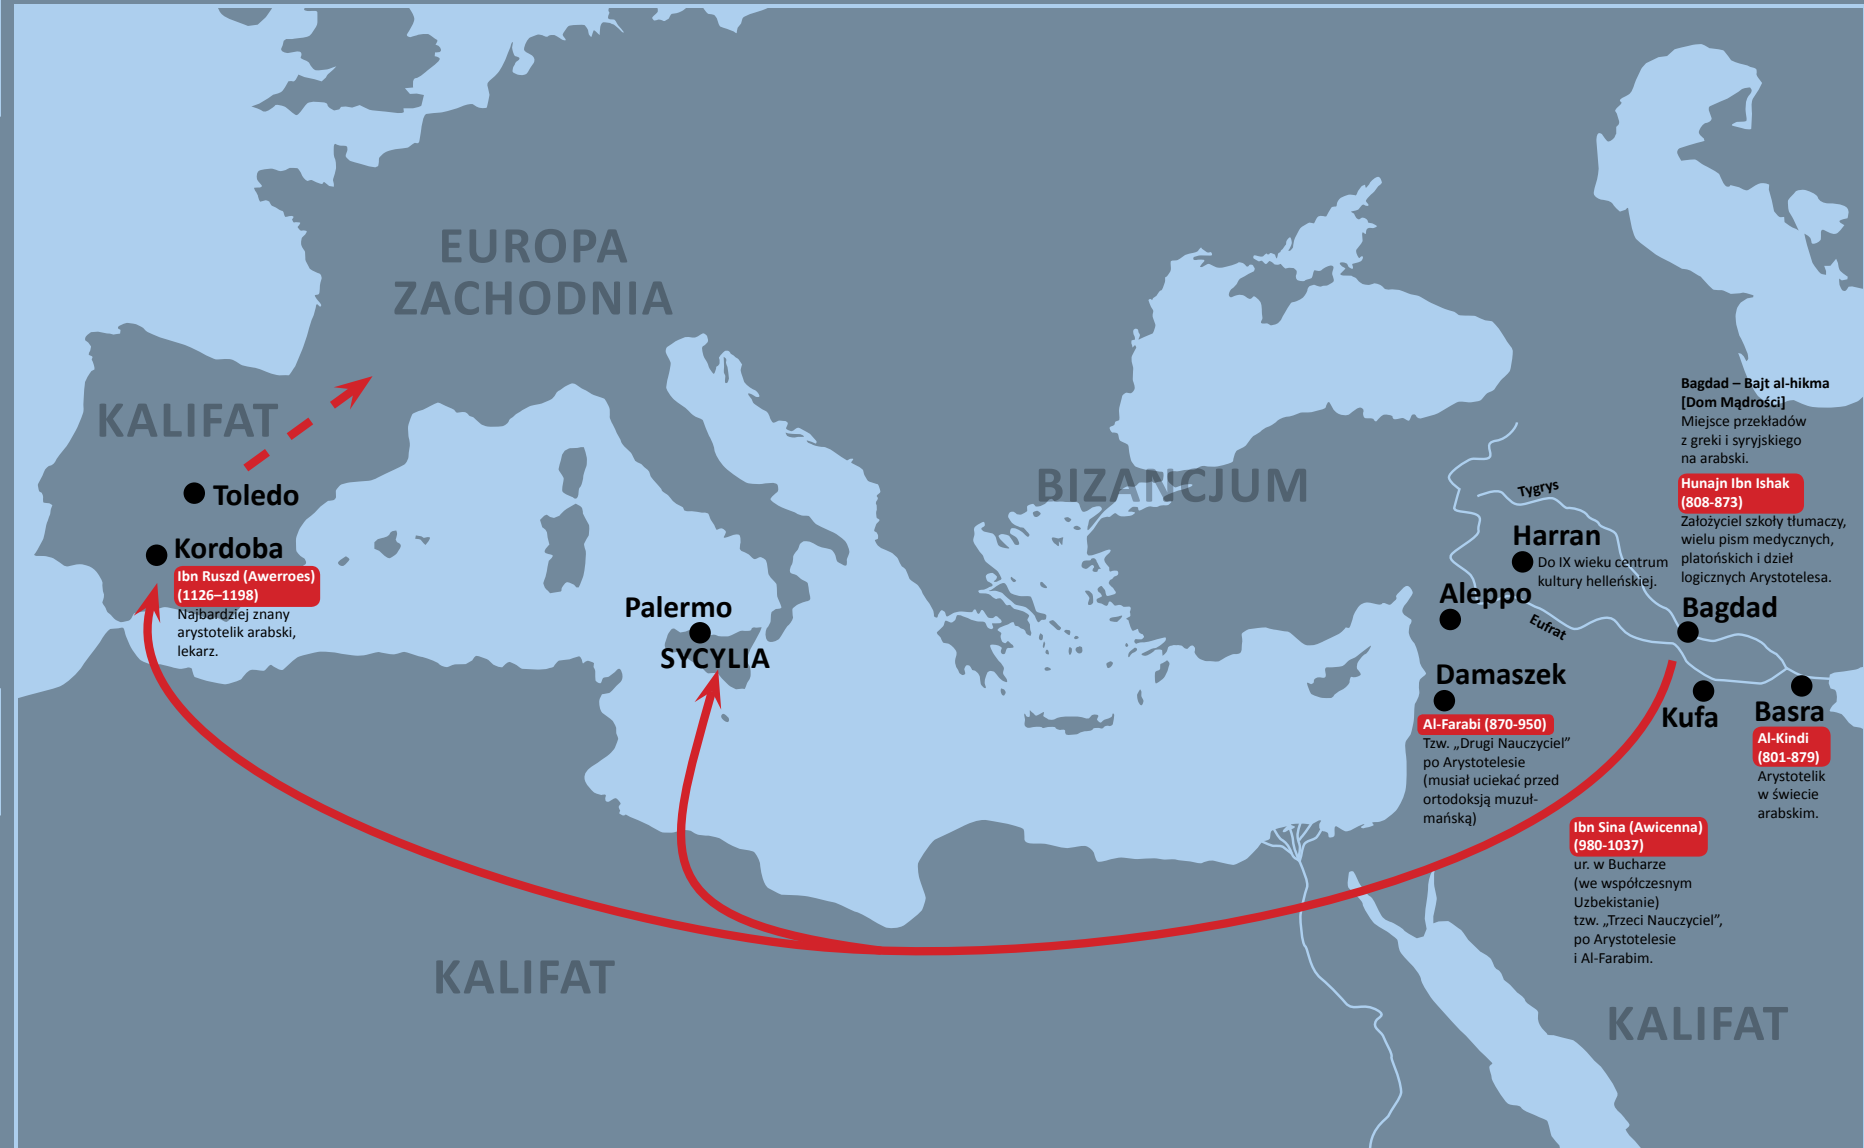 EUROPA
ZACHODNIA
KALIFAT
Toledo
Kordoba
Ibn Ruszd (Awerroes)
(1126–1198)
Najbardziej znany
arystotelik arabski,
lekarz.
Palermo
SYCYLIA
BIZANCJUM
Bagdad – Bajt al-hikma
[Dom Mądrości]
Miejsce przekładów
z greki i syryjskiego
na arabski.
Hunajn Ibn Ishak
(808-873)
Założyciel szkoły tłumaczy,
wielu pism medycznych,
platońskich i dzieł
logicznych Arystotelesa.
Tygrys
Harran
Do IX wieku centrum
kultury helleńskiej.
Aleppo
Eufrat
Bagdad
Damaszek
Al-Farabi (870-950)
Tzw. „Drugi Nauczyciel”
po Arystotelesie
(musiał uciekać przed
ortodoksją muzuł-
mańską)
Kufa
Basra
Al-Kindi
(801-879)
Arystotelik
w świecie
arabskim.
Ibn Sina (Awicenna)
(980-1037)
ur. w Bucharze
(we współczesnym
Uzbekistanie)
tzw. „Trzeci Nauczyciel”,
po Arystotelesie
i Al-Farabim.
KALIFAT
KALIFAT